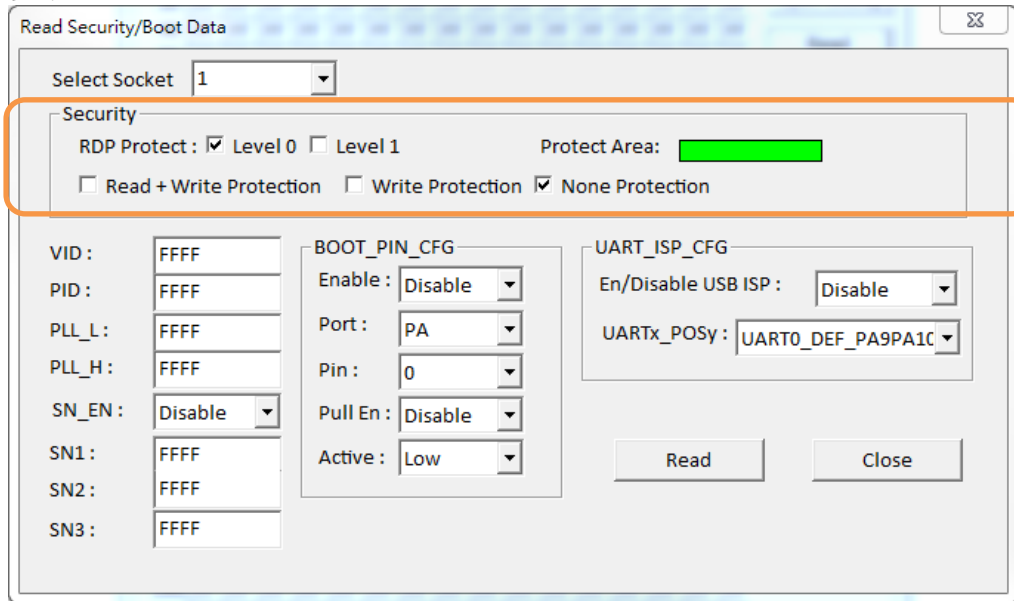 Read Security/Boot Data
Select Socket 1
Security
RDP Protect : Level 0 Level 1 Protect Area:
Read + Write Protection Write Protection None Protection
VID : FFFF
PID : FFFF
PLL_L : FFFF
PLL_H : FFFF
SN_EN : Disable
SN1 : FFFF
SN2 : FFFF
SN3 : FFFF
BOOT_PIN_CFG
Enable : Disable
Port : PA
Pin : 0
Pull En : Disable
Active : Low
UART_ISP_CFG
En/Disable USB ISP : Disable
UARTx_POSy : UART0_DEF_PA9PA10
Read Close